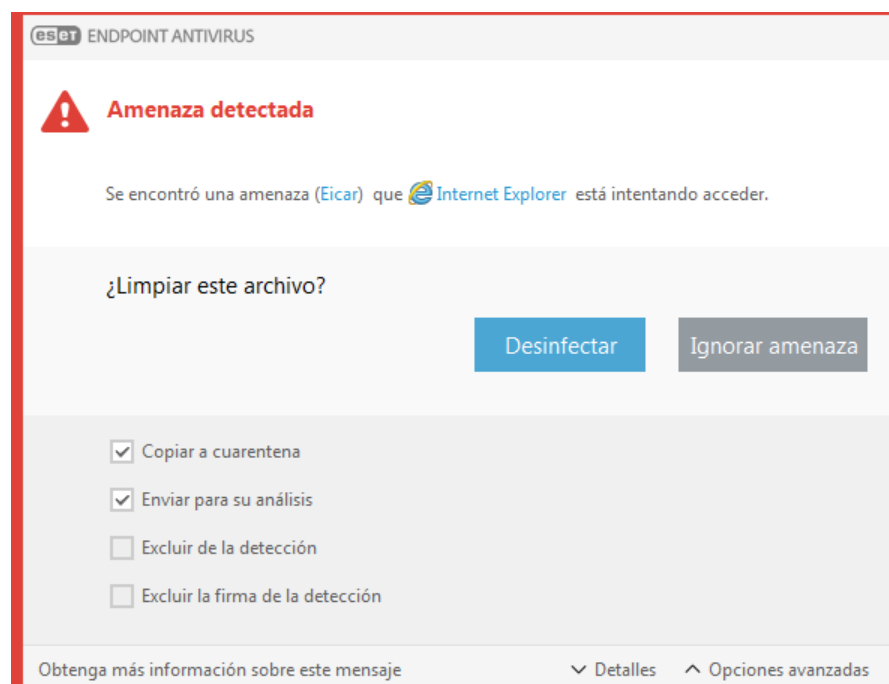 eset ENDPOINT ANTIVIRUS
Amenaza detectada
Se encontró una amenaza (Eicar) que Internet Explorer está intentando acceder.
¿Limpiar este archivo?
Desinfectar Ignorar amenaza
Copiar a cuarentena
Enviar para su análisis
Excluir de la detección
Excluir la firma de la detección
Obtenga más información sobre este mensaje Detalles Opciones avanzadas